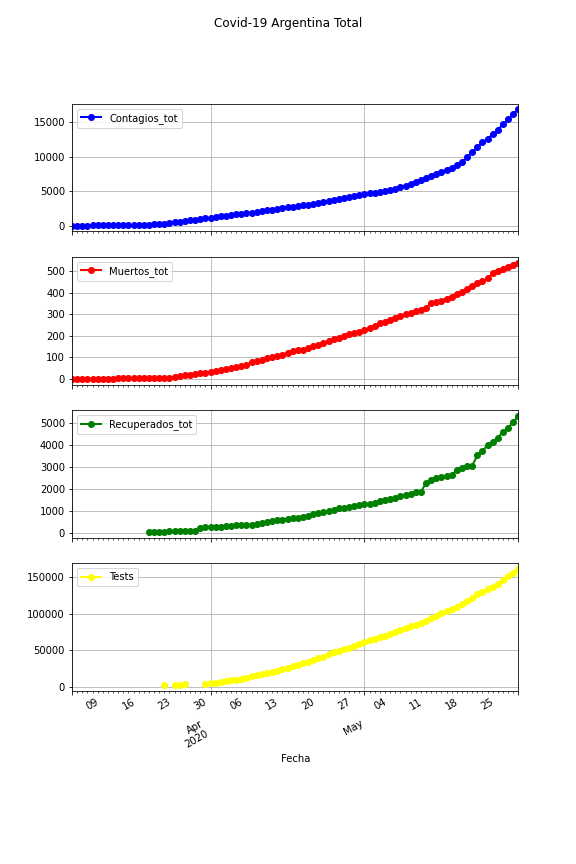 Covid-19 Argentina Total
Contagios_tot
15000
10000
5000
0
Muertos_tot
500
400
300
200
100
0
Recuperados_tot
5000
4000
3000
2000
1000
0
Tests
150000
100000
50000
0
09 16 23 30 06 13 20 27 04 11 18 25
Apr May
2020
Fecha